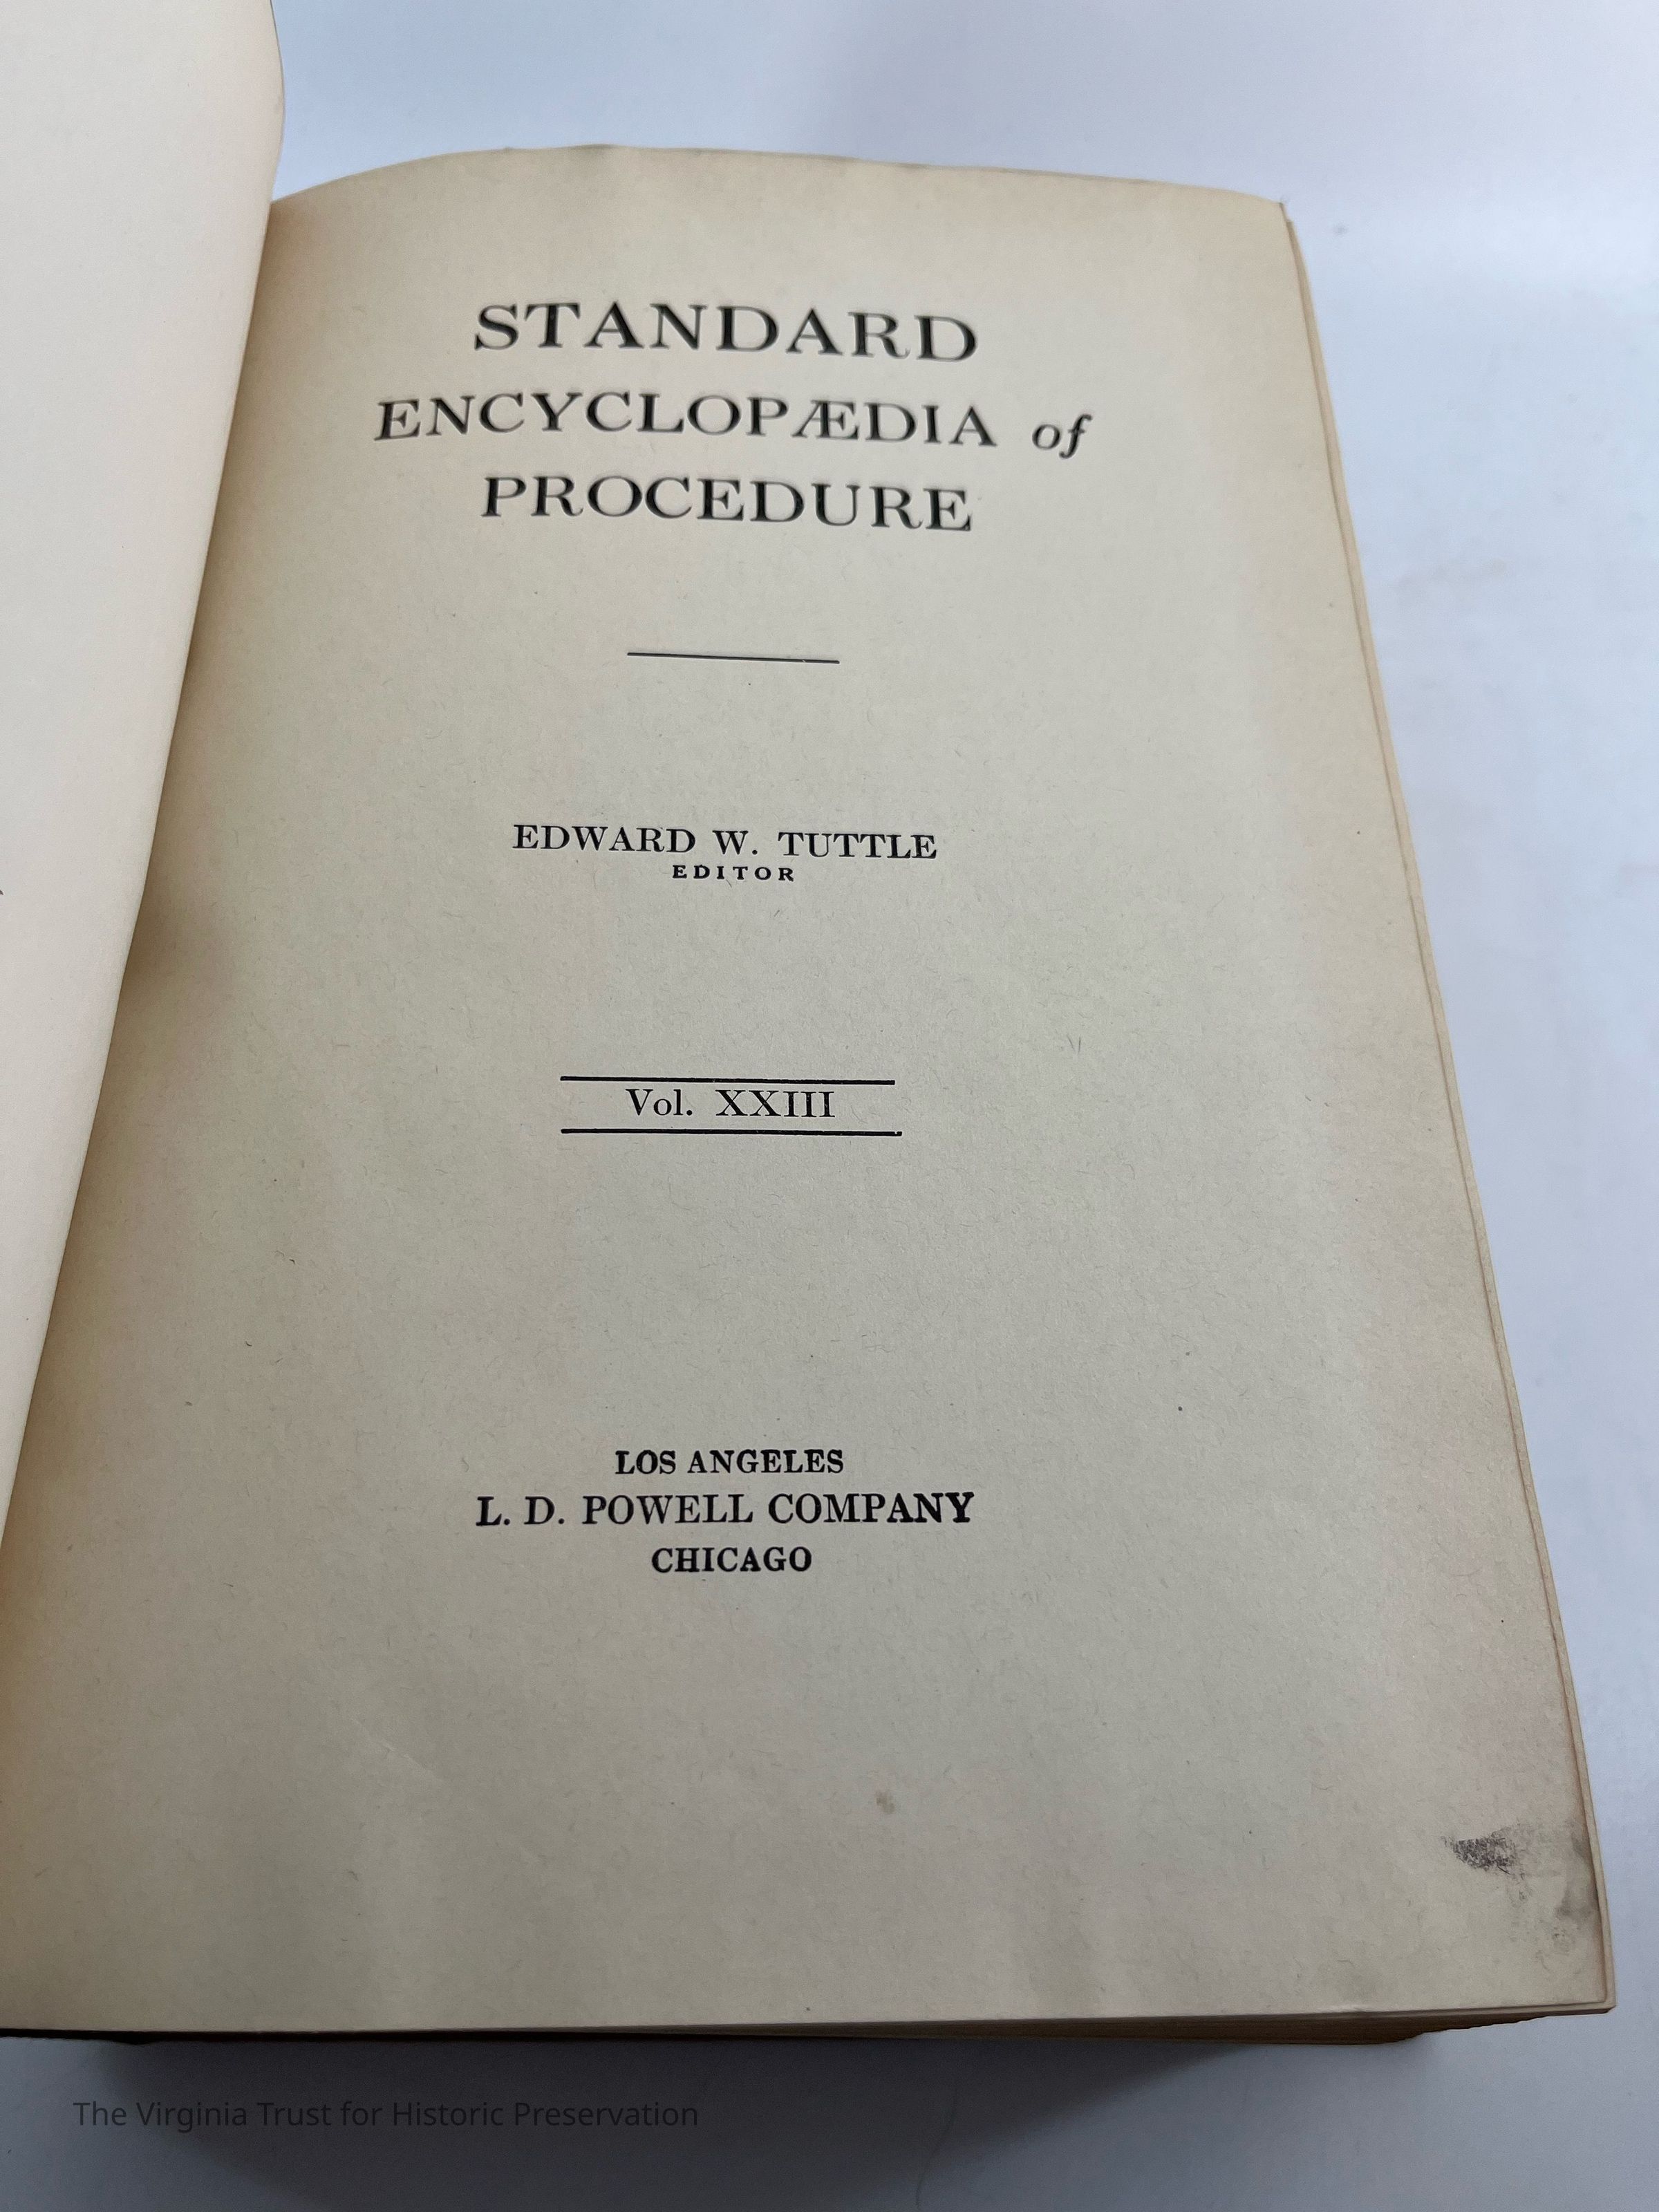 STANDARD
ENCYCLOPÆDIA of
PROCEDURE
EDWARD W. TUTTLE
EDITOR
Vol. XXIII
LOS ANGELES
L. D. POWELL COMPANY
CHICAGO
The Virginia Trust for Historic Preservation